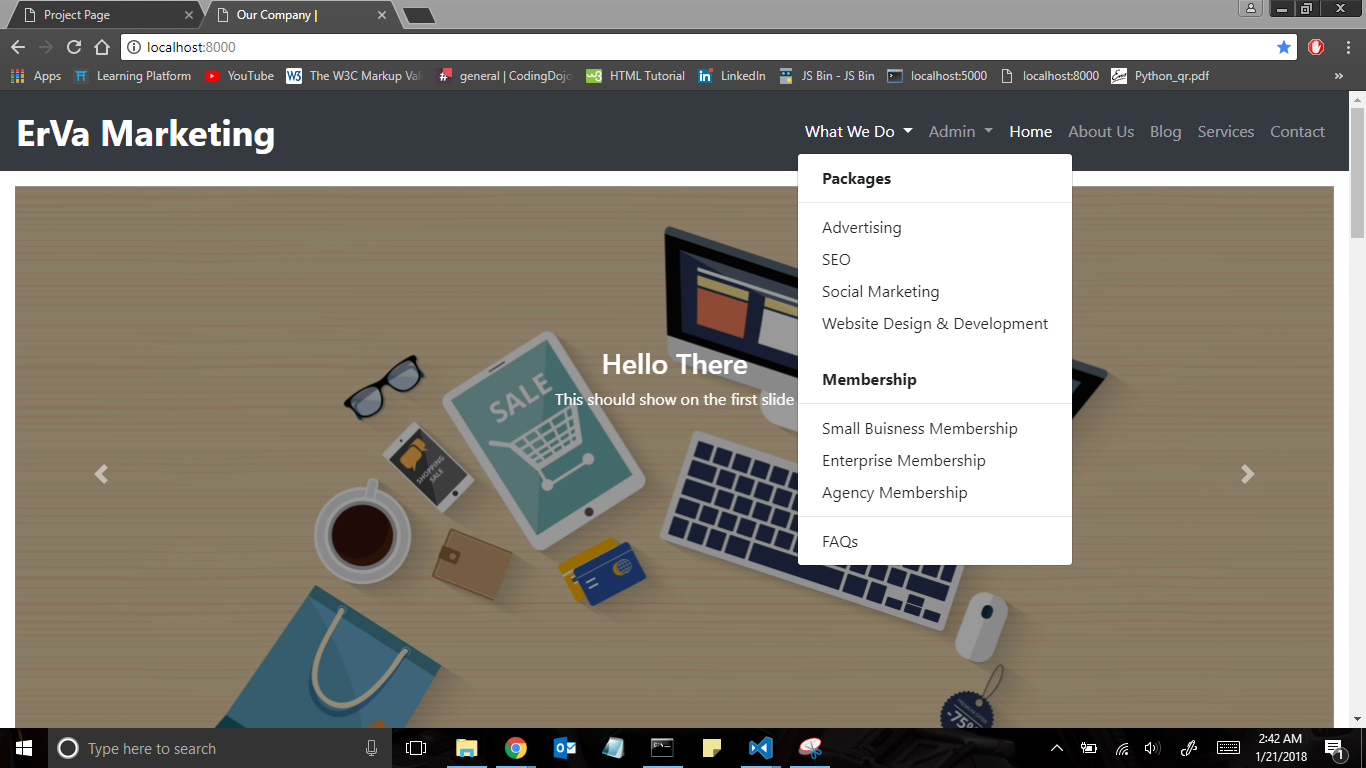 Project Page
Our Company |
localhost:8000
Apps
Learning Platform
YouTube
The W3C Markup Vali
general | CodingDojo
HTML Tutorial
LinkedIn
JS Bin - JS Bin
localhost:5000
localhost:8000
Python_qr.pdf
»
ErVa Marketing
What We Do
Admin
Home
About Us
Blog
Services
Contact
Packages
Advertising
SEO
Social Marketing
Website Design & Development
Membership
Small Buisness Membership
Enterprise Membership
Agency Membership
FAQs
Hello There
This should show on the first slide
SALE
SHOPPING
SALE
-75%
Type here to search
2:42 AM
1/21/2018
1